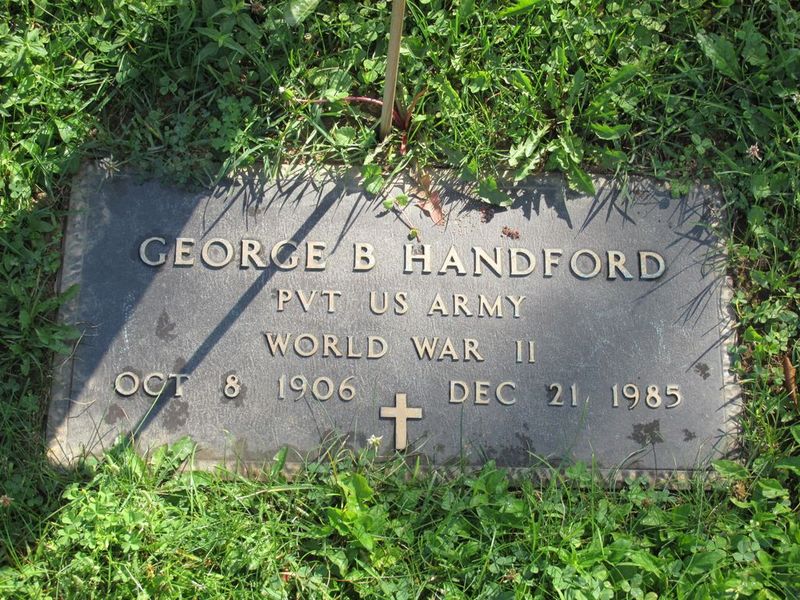 GEORGE B HANDFORD
PVT US ARMY
WORLD WAR II
OCT 8 1906 DEC 21 1985